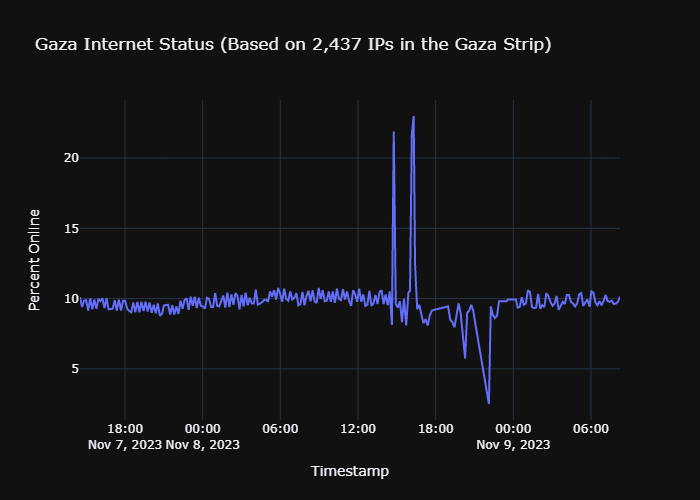 Gaza Internet Status (Based on 2,437 IPs in the Gaza Strip)
Percent Online
20
15
10
5
18:00 00:00 06:00 12:00 18:00 00:00 06:00
Nov 7, 2023 Nov 8, 2023 Nov 9, 2023
Timestamp